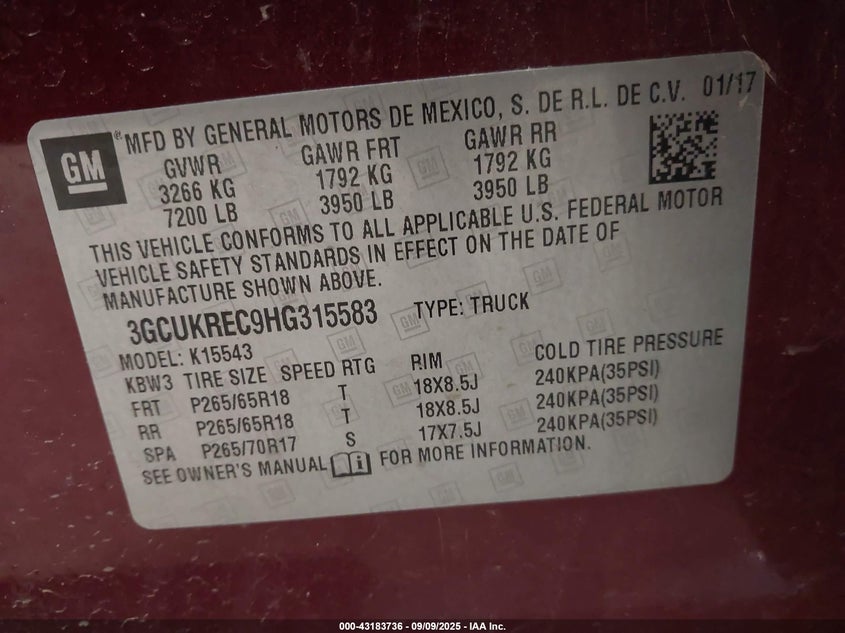 GM
® MFD BY GENERAL MOTORS DE MEXICO, S. DE R.L. DE C.V. 01/17
GVWR GAWR FRT GAWR RR
3266 KG 1792 KG 1792 KG
7200 LB 3950 LB 3950 LB
THIS VEHICLE CONFORMS TO ALL APPLICABLE U.S. FEDERAL MOTOR
VEHICLE SAFETY STANDARDS IN EFFECT ON THE DATE OF
MANUFACTURE SHOWN ABOVE.
3GCUKREC9HG315583 TYPE: TRUCK
MODEL: K15543
KBW3 TIRE SIZE SPEED RTG RIM COLD TIRE PRESSURE
FRT P265/65R18 T 18X8.5J 240KPA(35PSI)
RR P265/65R18 T 18X8.5J 240KPA(35PSI)
SPA P265/70R17 S 17X7.5J 240KPA(35PSI)
SEE OWNER'S MANUAL FOR MORE INFORMATION.
000-43183736 - 09/09/2025 - IAA Inc.